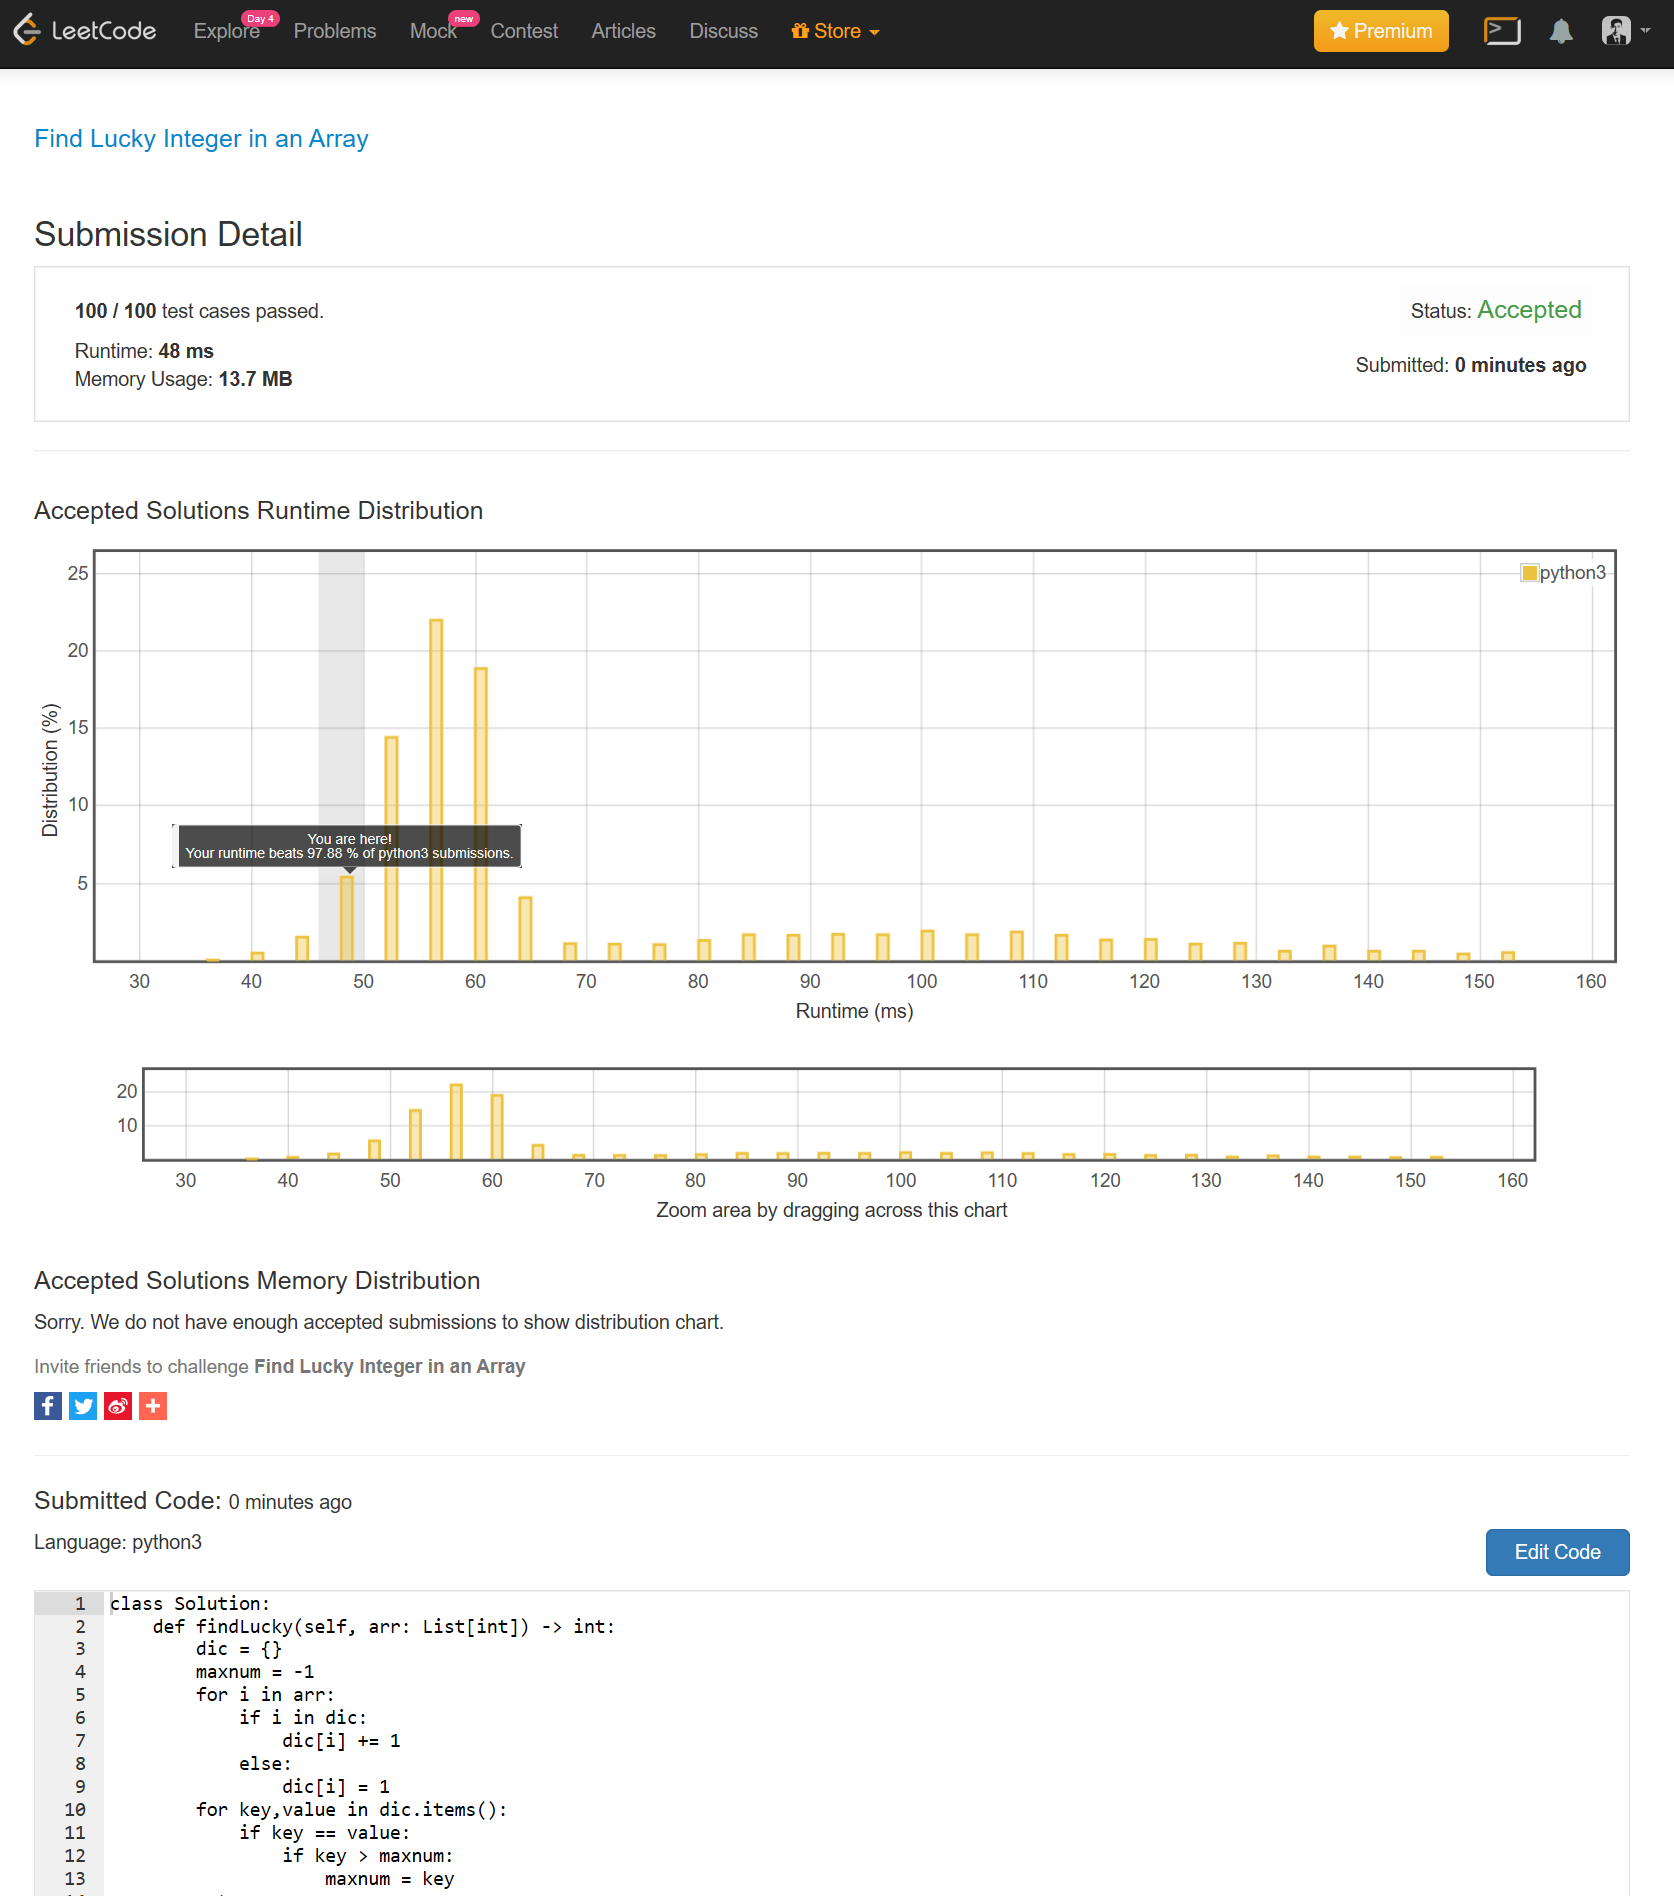 LeetCode
Explore Day 4 Problems Mock new Contest Articles Discuss Store Premium
Find Lucky Integer in an Array
Submission Detail
100 / 100 test cases passed.
Status: Accepted
Runtime: 48 ms
Submitted: 0 minutes ago
Memory Usage: 13.7 MB
Accepted Solutions Runtime Distribution
python3
25
20
15
10
5
Distribution (%)
You are here!
Your runtime beats 97.88 % of python3 submissions.
30 40 50 60 70 80 90 100 110 120 130 140 150 160
Runtime (ms)
20
10
30 40 50 60 70 80 90 100 110 120 130 140 150 160
Zoom area by dragging across this chart
Accepted Solutions Memory Distribution
Sorry. We do not have enough accepted submissions to show distribution chart.
Invite friends to challenge Find Lucky Integer in an Array
Submitted Code: 0 minutes ago
Language: python3
Edit Code
1 class Solution:
2     def findLucky(self, arr: List[int]) -> int:
3         dic = {}
4         maxnum = -1
5         for i in arr:
6             if i in dic:
7                 dic[i] += 1
8             else:
9                 dic[i] = 1
10         for key,value in dic.items():
11             if key == value:
12                 if key > maxnum:
13                     maxnum = key